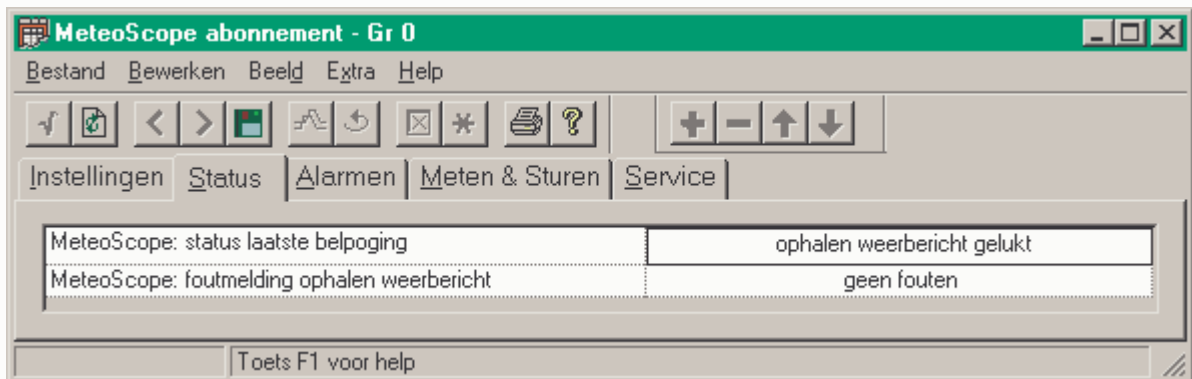 MeteoScope abonnement - Gr 0
Bestand Bewerken Beeld Extra Help
Instellingen Status Alarmen Meten & Sturen Service
MeteoScope: status laatste belpoging ophalen weerbericht gelukt
MeteoScope: foutmelding ophalen weerbericht geen fouten
Toets F1 voor help